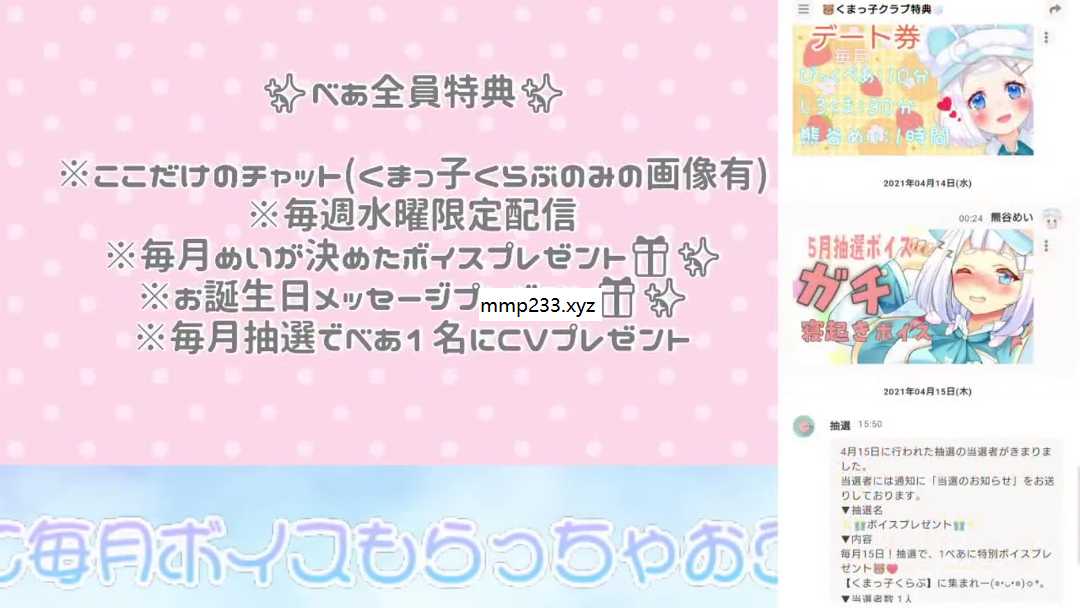 ✨べあ全員特典✨
※ここだけのチャット(くまっ子くらぶのみの画像有)
※毎週水曜限定配信
※毎月めいが決めたボイスプレゼント🎁✨
※お誕生日メッセージプ
mmp233.xyz
🎁✨
※毎月抽選でべあ1名にCVプレゼント
毎月ボイスもらっちゃお
🐻くまっ子クラブ特典
デート券
毎月
びっくべあ:10分
しろくま:30分
熊谷めい:1時間
2021年04月14日(水)
00:24 熊谷めい
5月抽選ボイス
ガチ
寝起きボイス
2021年04月15日(木)
抽選 15:50
4月15日に行われた抽選の当選者がきまりま
した。
当選者には通知に「当選のお知らせ」をお送
りしております。
▼抽選名
✨🎁ボイスプレゼント🎁✨
▼内容
毎月15日!抽選で、1べあに特別ボイスプレ
ゼント🐻❤
【くまっ子くらぶ】に集まれー(๑•ᴗ•๑)✩*。
▼当選者数 1人